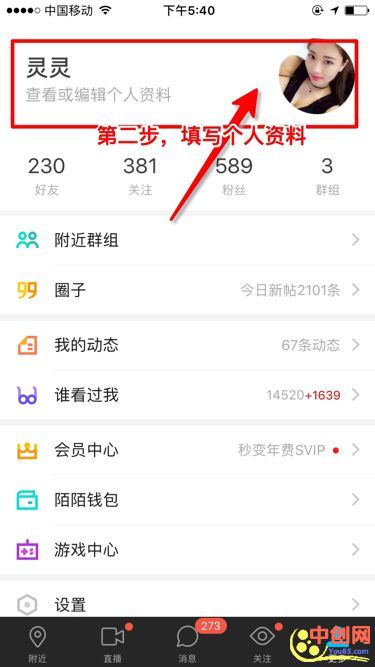 中国移动 下午5:40
灵灵
查看或编辑个人资料
第二步，填写个人资料
230 381 589 3
好友 关注 粉丝 群组
附近群组
圈子 今日新帖2101条
我的动态 67条动态
谁看过我 14520+1639
会员中心 秒变年费SVIP
陌陌钱包
游戏中心
设置
273
附近 直播 消息 关注 更多
中创网
You85.com